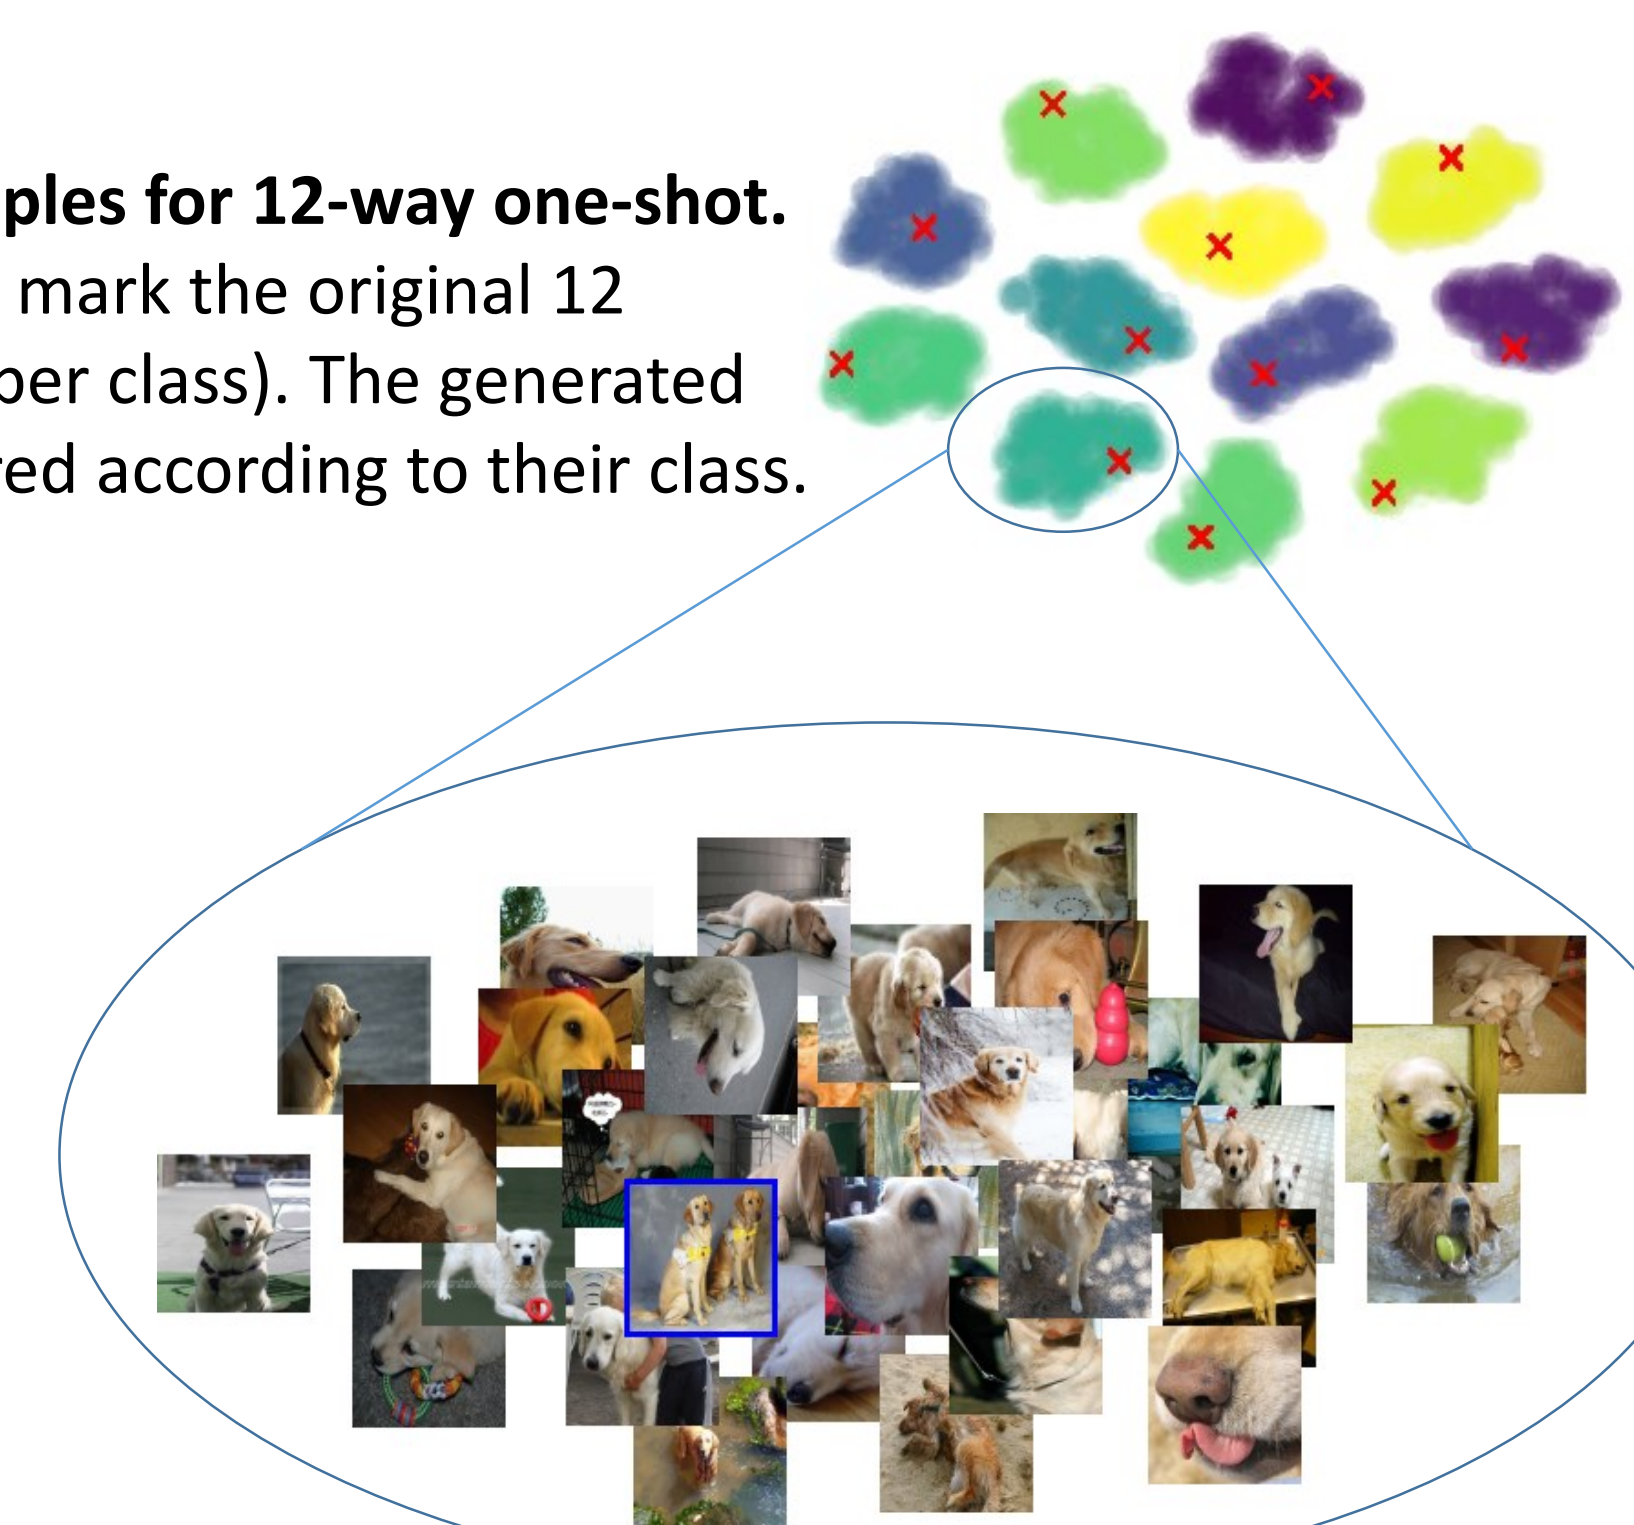 ples for 12-way one-shot.
mark the original 12
per class). The generated
red according to their class.